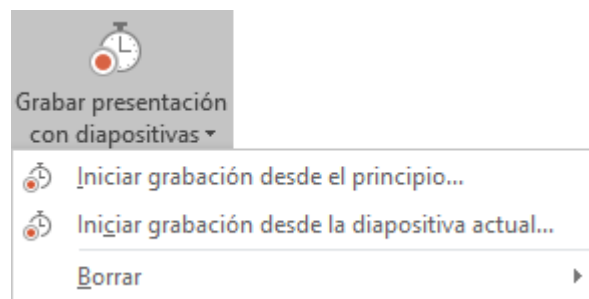 Grabar presentación
con diapositivas
Iniciar grabación desde el principio...
Iniciar grabación desde la diapositiva actual...
Borrar